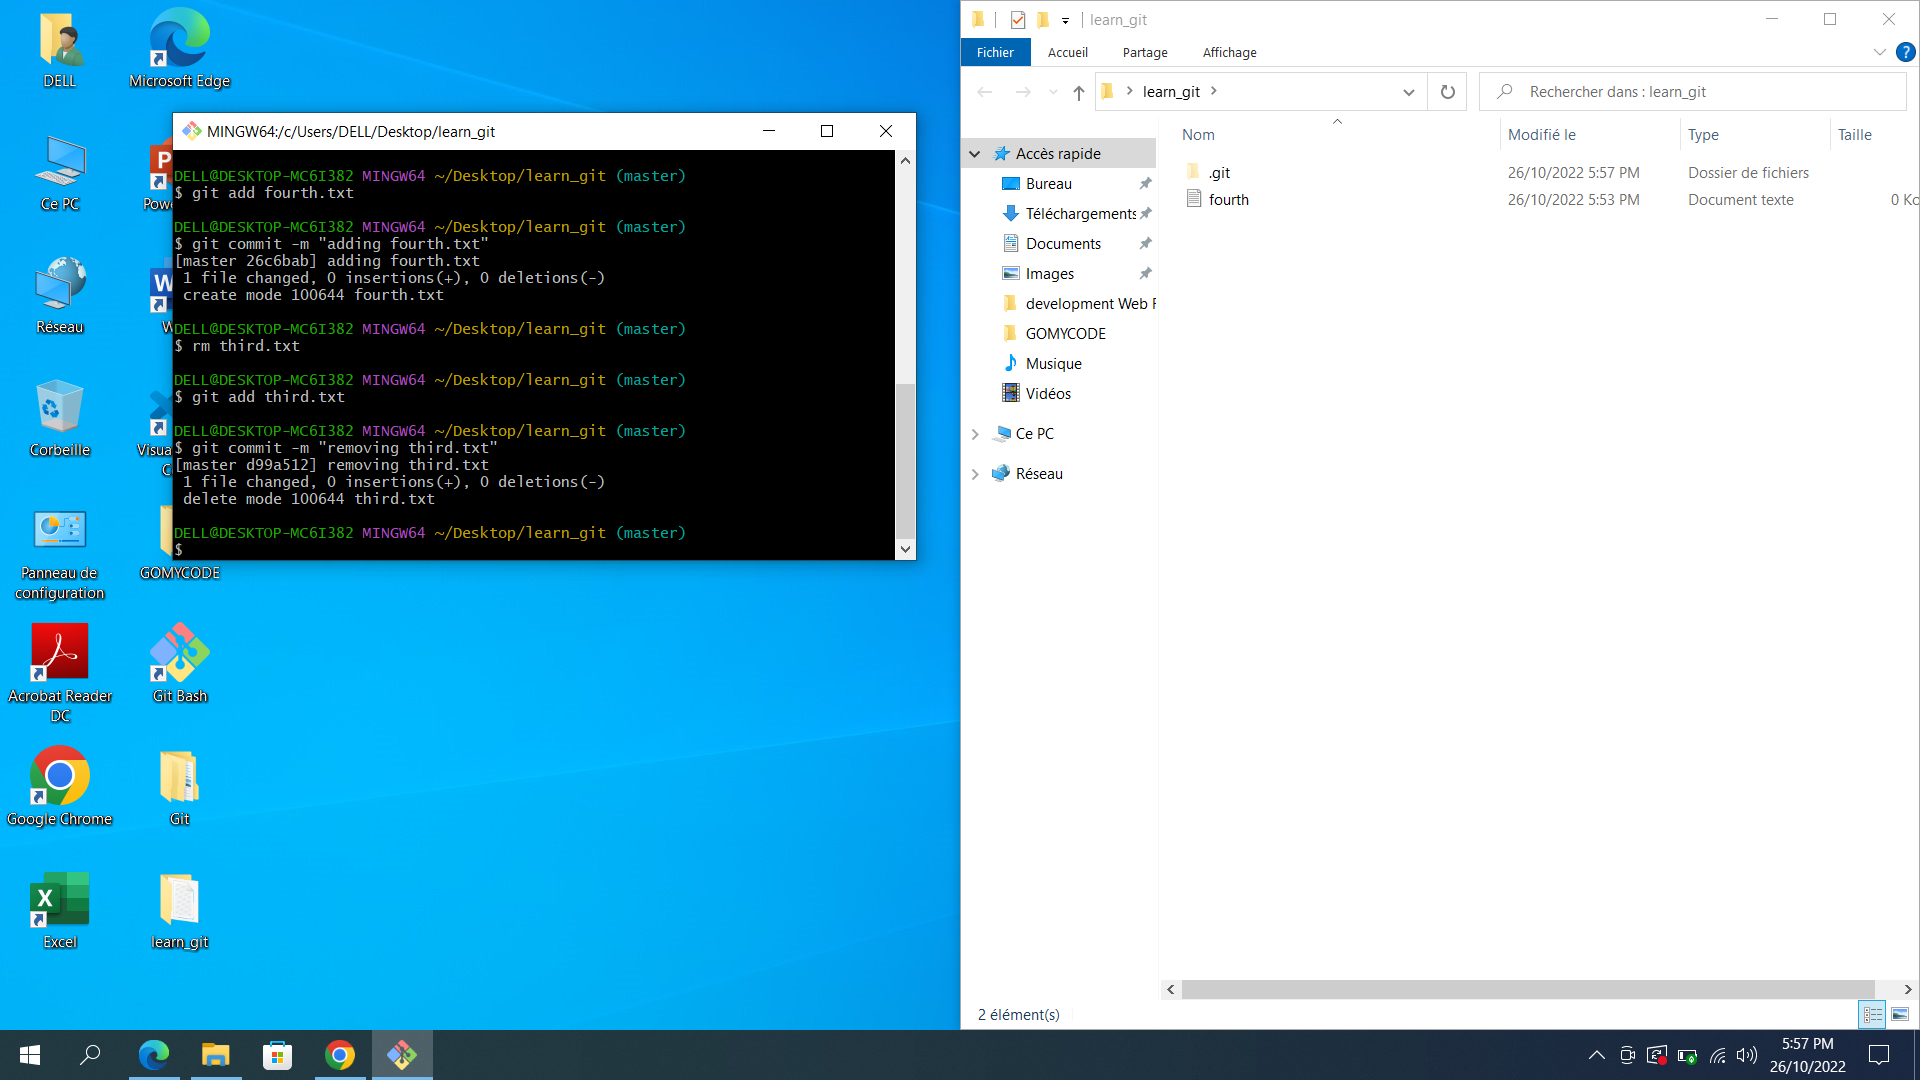 DELL
Microsoft Edge
Ce PC
Réseau
Corbeille
Panneau de
configuration
GOMYCODE
Acrobat Reader
DC
Git Bash
Google Chrome
Git
Excel
learn_git
MINGW64:/c/Users/DELL/Desktop/learn_git
DELL@DESKTOP-MC6I382 MINGW64 ~/Desktop/learn_git (master)
$ git add fourth.txt
DELL@DESKTOP-MC6I382 MINGW64 ~/Desktop/learn_git (master)
$ git commit -m "adding fourth.txt"
[master 26c6bab] adding fourth.txt
1 file changed, 0 insertions(+), 0 deletions(-)
create mode 100644 fourth.txt
DELL@DESKTOP-MC6I382 MINGW64 ~/Desktop/learn_git (master)
$ rm third.txt
DELL@DESKTOP-MC6I382 MINGW64 ~/Desktop/learn_git (master)
$ git add third.txt
DELL@DESKTOP-MC6I382 MINGW64 ~/Desktop/learn_git (master)
$ git commit -m "removing third.txt"
[master d99a512] removing third.txt
1 file changed, 0 insertions(+), 0 deletions(-)
delete mode 100644 third.txt
DELL@DESKTOP-MC6I382 MINGW64 ~/Desktop/learn_git (master)
$
learn_git
Fichier Accueil Partage Affichage
learn_git
Rechercher dans : learn_git
Accès rapide
Bureau
Téléchargements
Documents
Images
development Web F
GOMYCODE
Musique
Vidéos
Ce PC
Réseau
Nom Modifié le Type Taille
.git 26/10/2022 5:57 PM Dossier de fichiers
fourth 26/10/2022 5:53 PM Document texte 0 Ko
2 élément(s)
5:57 PM
26/10/2022